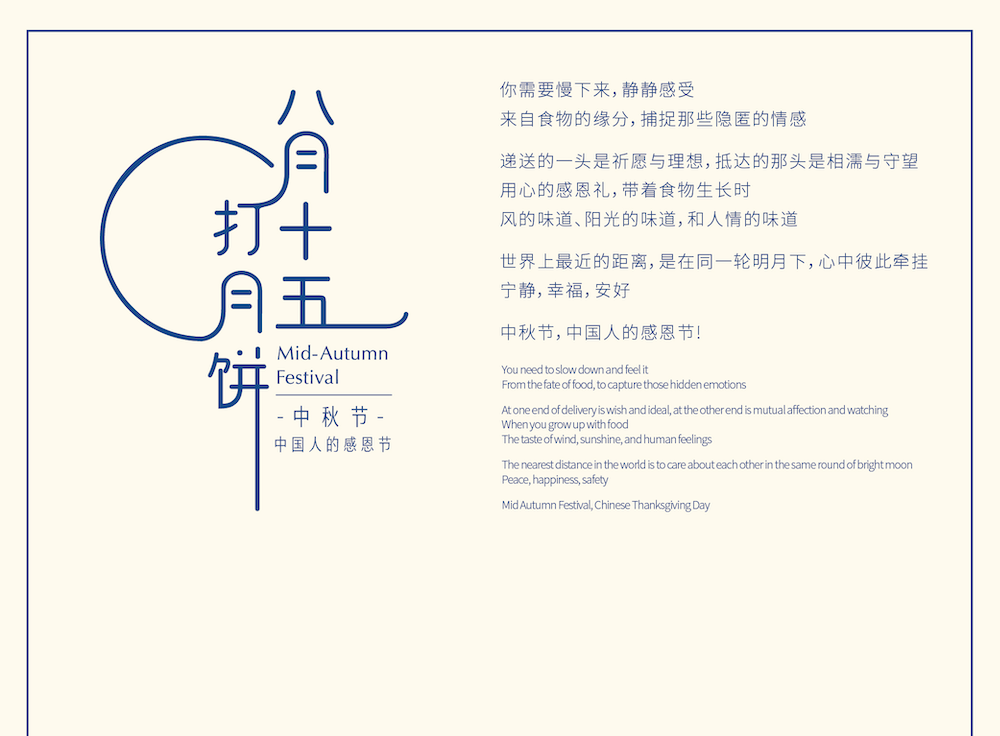 八月十五
打月饼
Mid-Autumn
Festival
-中秋节-
中国人的感恩节
你需要慢下来，静静感受
来自食物的缘分，捕捉那些隐匿的情感
递送的一头是祈愿与理想，抵达的那头是相濡与守望
用心的感恩礼，带着食物生长时
风的味道、阳光的味道，和人情的味道
世界上最近的距离，是在同一轮明月下，心中彼此牵挂
宁静，幸福，安好
中秋节，中国人的感恩节！
You need to slow down and feel it
From the fate of food, to capture those hidden emotions
At one end of delivery is wish and ideal, at the other end is mutual affection and watching
When you grow up with food
The taste of wind, sunshine, and human feelings
The nearest distance in the world is to care about each other in the same round of bright moon
Peace, happiness, safety
Mid Autumn Festival, Chinese Thanksgiving Day